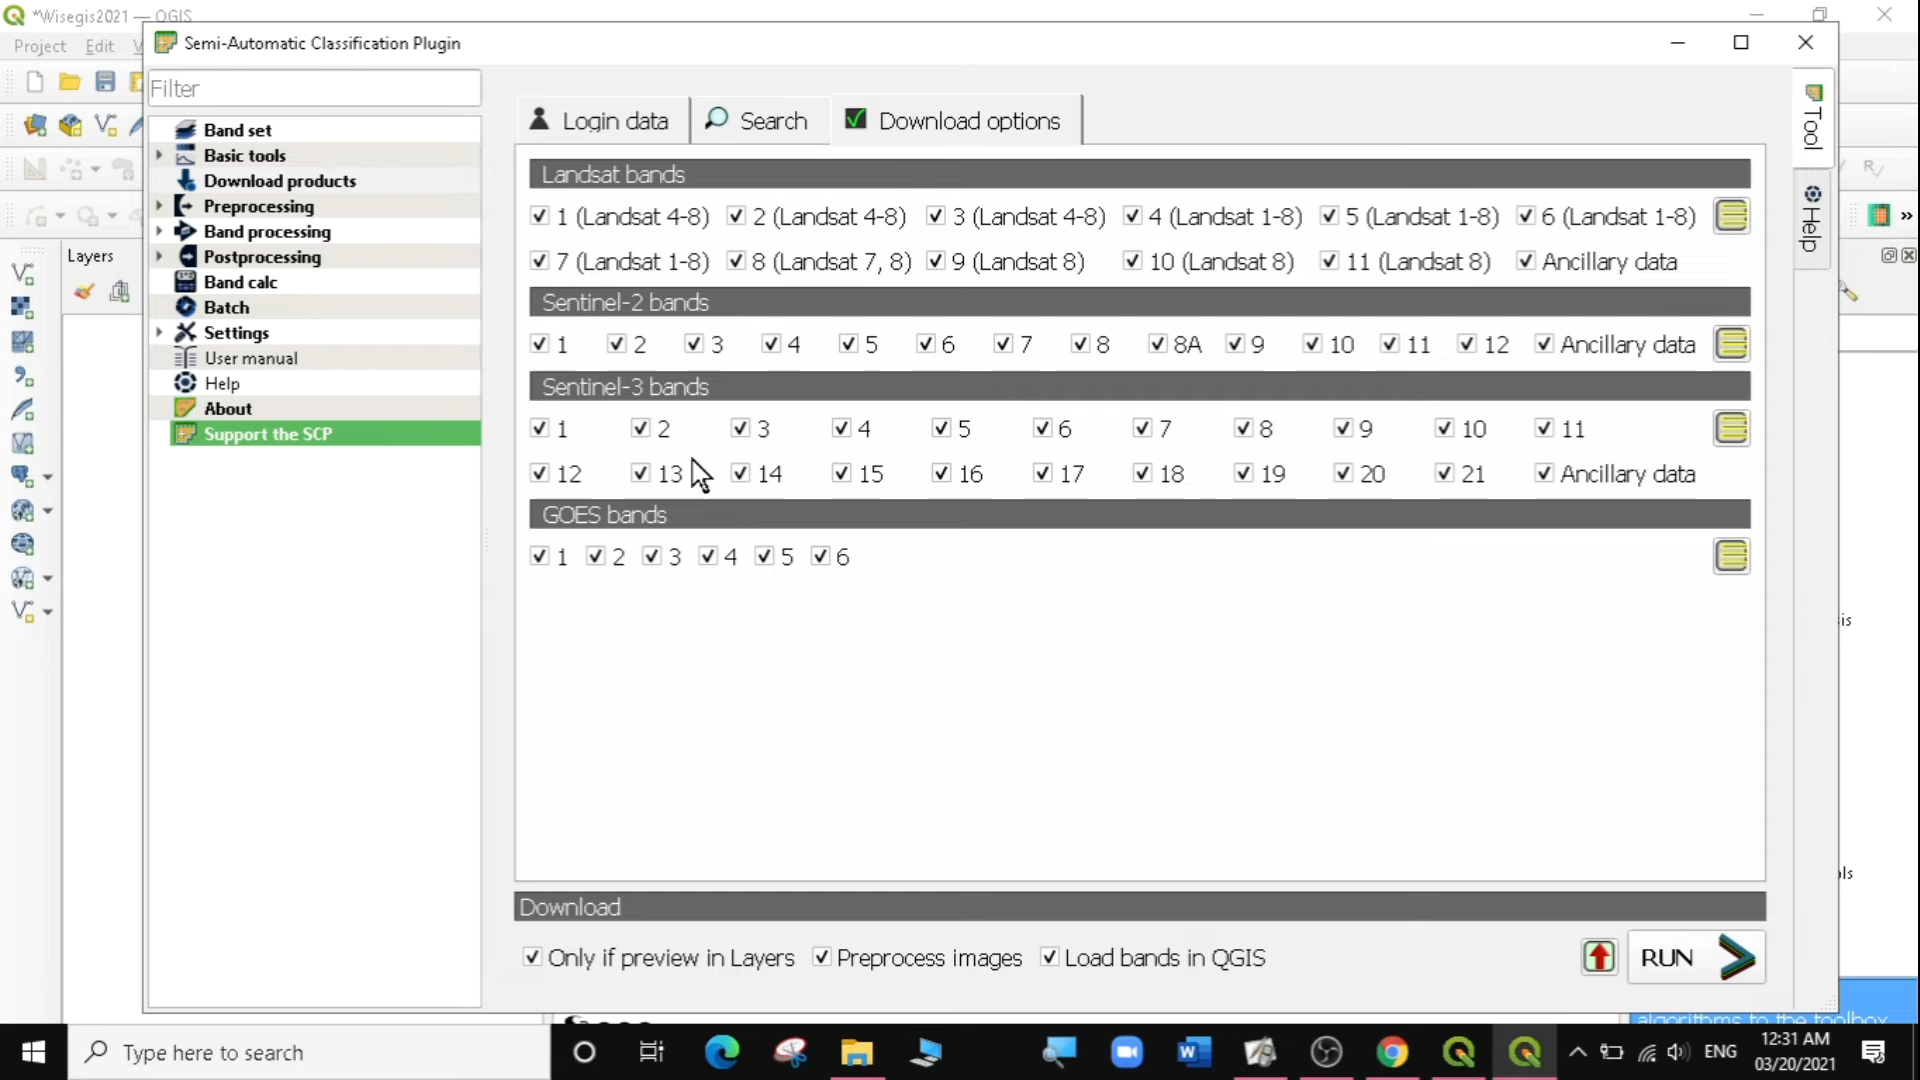 *Wisegis2021 — QGIS
Project Edit V
Semi-Automatic Classification Plugin
Filter
Band set
Basic tools
Download products
Preprocessing
Band processing
Postprocessing
Band calc
Batch
Settings
User manual
Help
About
Support the SCP
Layers
Login data Search Download options
Tool
Help
Landsat bands
1 (Landsat 4-8) 2 (Landsat 4-8) 3 (Landsat 4-8) 4 (Landsat 1-8) 5 (Landsat 1-8) 6 (Landsat 1-8)
7 (Landsat 1-8) 8 (Landsat 7, 8) 9 (Landsat 8) 10 (Landsat 8) 11 (Landsat 8) Ancillary data
Sentinel-2 bands
1 2 3 4 5 6 7 8 8A 9 10 11 12 Ancillary data
Sentinel-3 bands
1 2 3 4 5 6 7 8 9 10 11
12 13 14 15 16 17 18 19 20 21 Ancillary data
GOES bands
1 2 3 4 5 6
Download
Only if preview in Layers Preprocess images Load bands in QGIS
RUN
algorithms to the toolbox
Type here to search
ENG
12:31 AM
03/20/2021